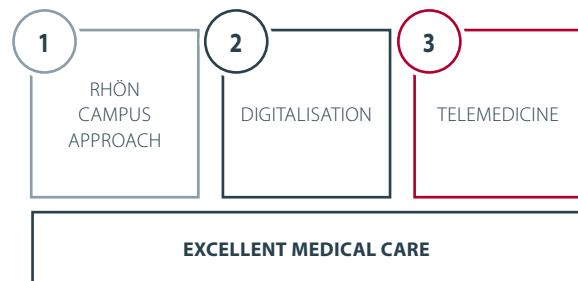 1
2
3
RHÖN
CAMPUS
APPROACH
DIGITALISATION
TELEMEDICINE
EXCELLENT MEDICAL CARE